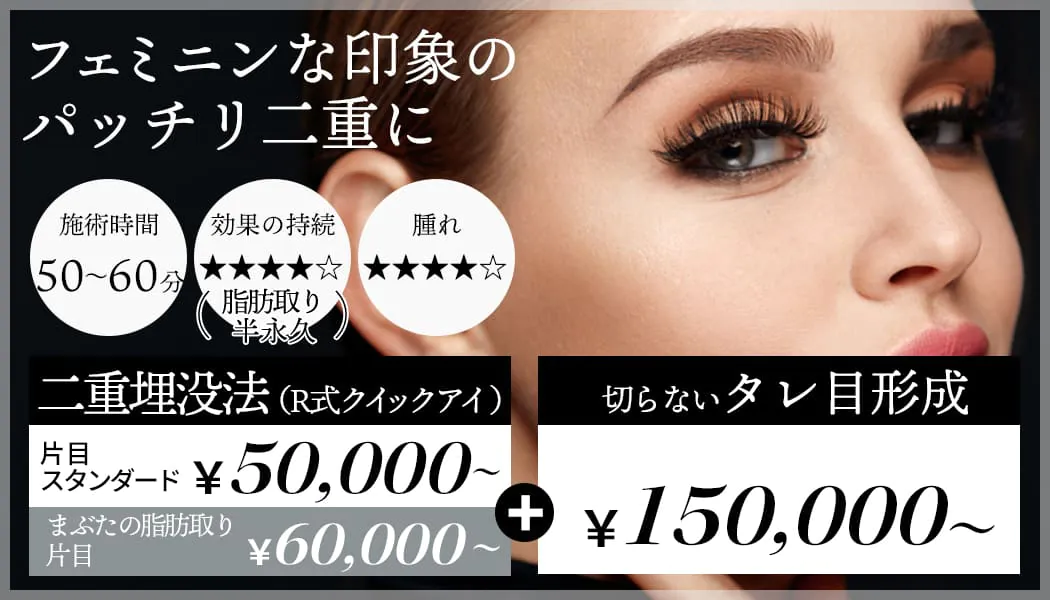 フェミニンな印象の
パッチリ二重に
施術時間
50~60分
効果の持続
★★★★☆
(脂肪取り
半永久)
腫れ
★★★★☆
二重埋没法(R式クイックアイ)
片目
スタンダード ¥50,000~
まぶたの脂肪取り
片目 ¥60,000~
+
切らないタレ目形成
¥150,000~